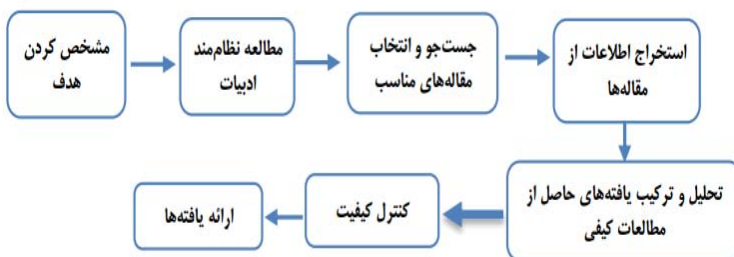 مشخص کردن
هدف
مطالعه نظام‌مند
ادبیات
جست‌جو و انتخاب
مقاله‌های مناسب
استخراج اطلاعات از
مقاله‌ها
تحلیل و ترکیب یافته‌های حاصل از
مطالعات کیفی
کنترل کیفیت
ارائه یافته‌ها